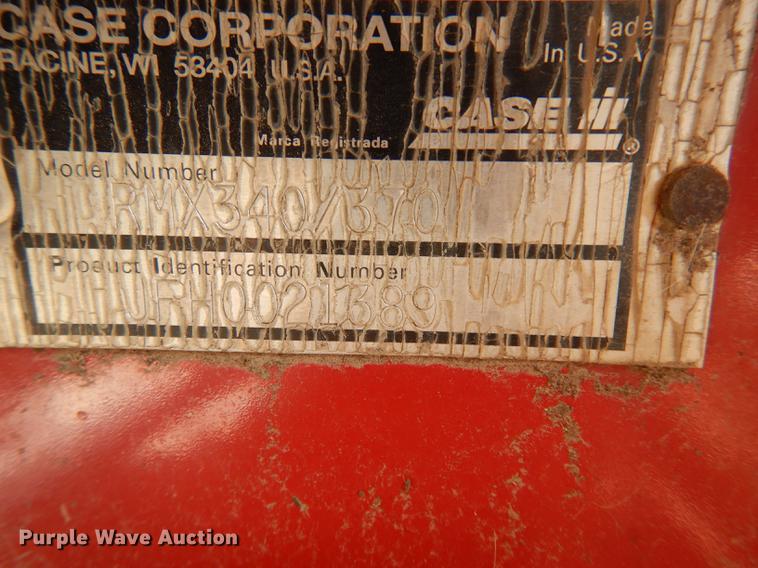 CASE CORPORATION
RACINE, WI 53404 U.S.A.
Made
In U.S.A.
CASE IH
®
Marca Registrada
Model Number
RMX340/370
Product Identification Number
JFH0021389
Purple Wave Auction